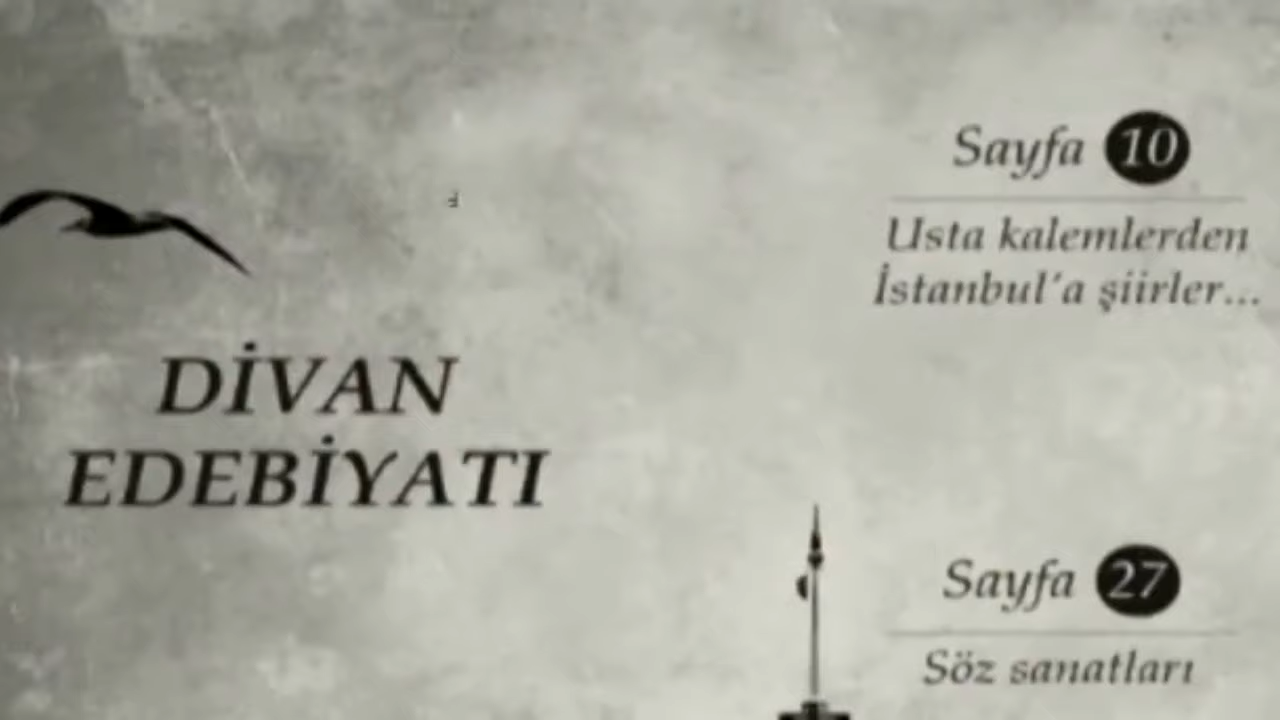 Sayfa 10
Usta kalemlerden
İstanbul'a şiirler...
DİVAN
EDEBİYATI
Sayfa 27
Söz sanatları